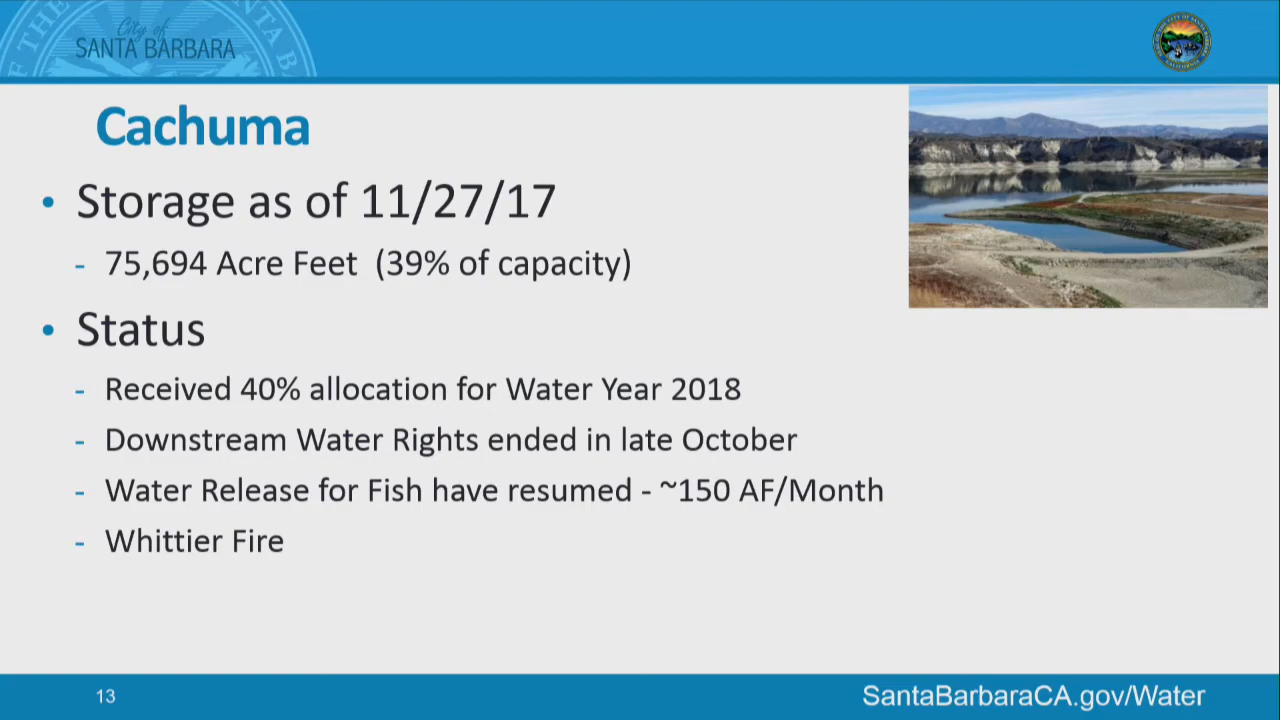 City of
SANTA BARBARA
Cachuma
• Storage as of 11/27/17
- 75,694 Acre Feet (39% of capacity)
• Status
- Received 40% allocation for Water Year 2018
- Downstream Water Rights ended in late October
- Water Release for Fish have resumed - ~150 AF/Month
- Whittier Fire
13
SantaBarbaraCA.gov/Water